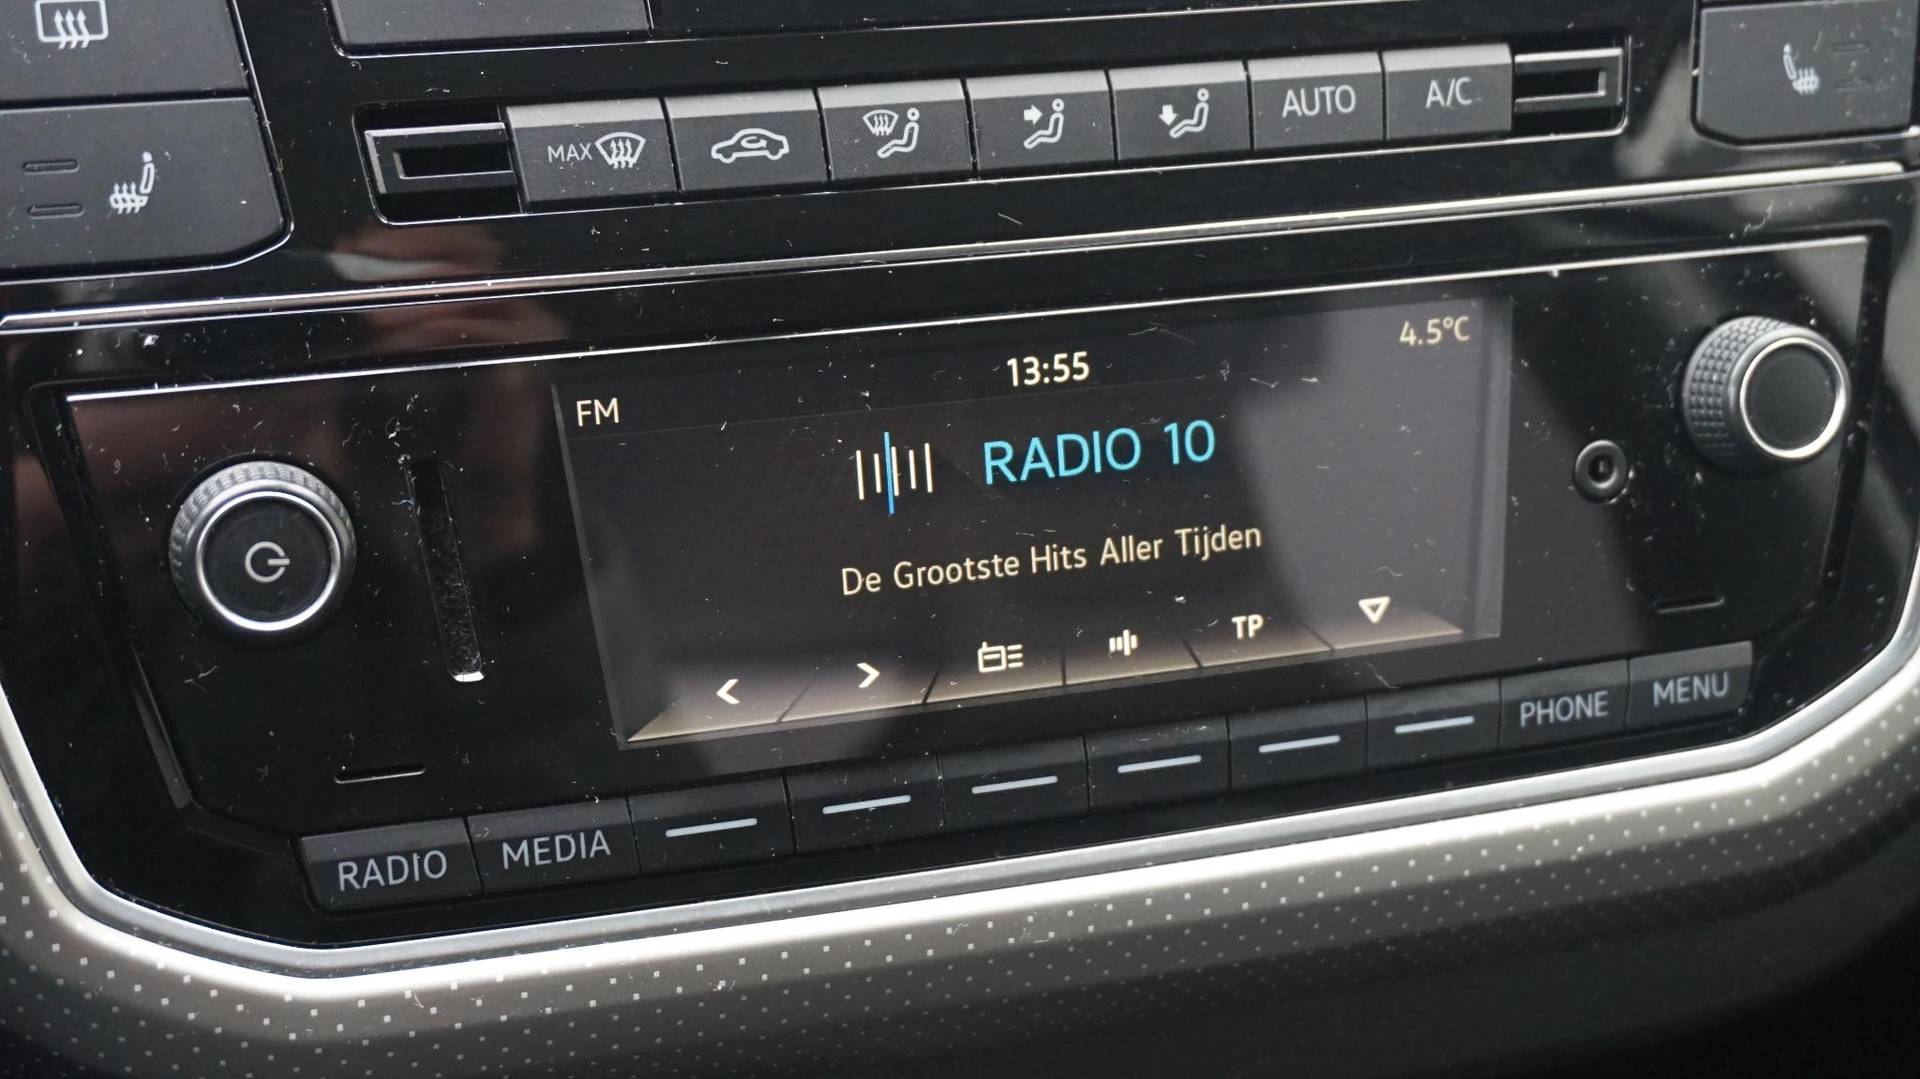 MAX
AUTO
A/C
13:55
4.5°C
FM
RADIO 10
De Grootste Hits Aller Tijden
TP
RADIO
MEDIA
PHONE
MENU